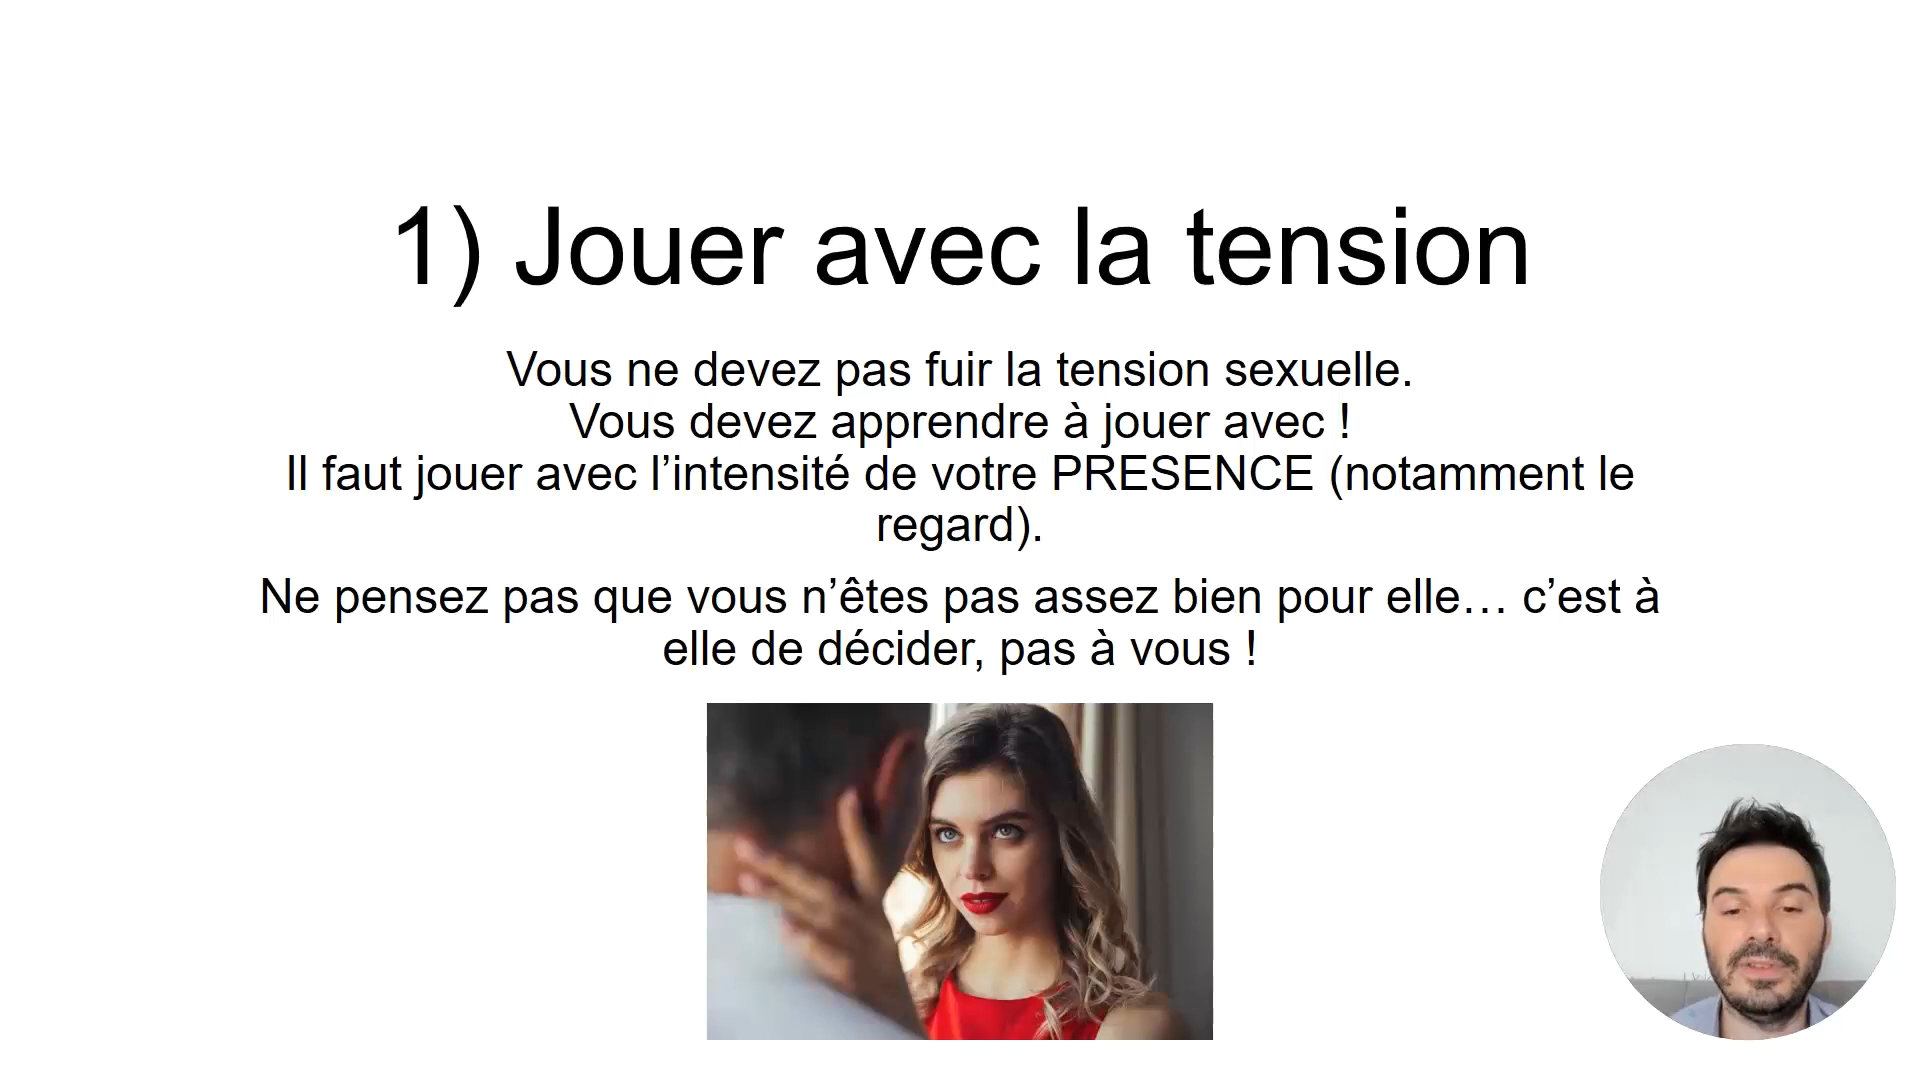 1) Jouer avec la tension
Vous ne devez pas fuir la tension sexuelle.
Vous devez apprendre à jouer avec !
Il faut jouer avec l’intensité de votre PRESENCE (notamment le
regard).
Ne pensez pas que vous n’êtes pas assez bien pour elle… c’est à
elle de décider, pas à vous !